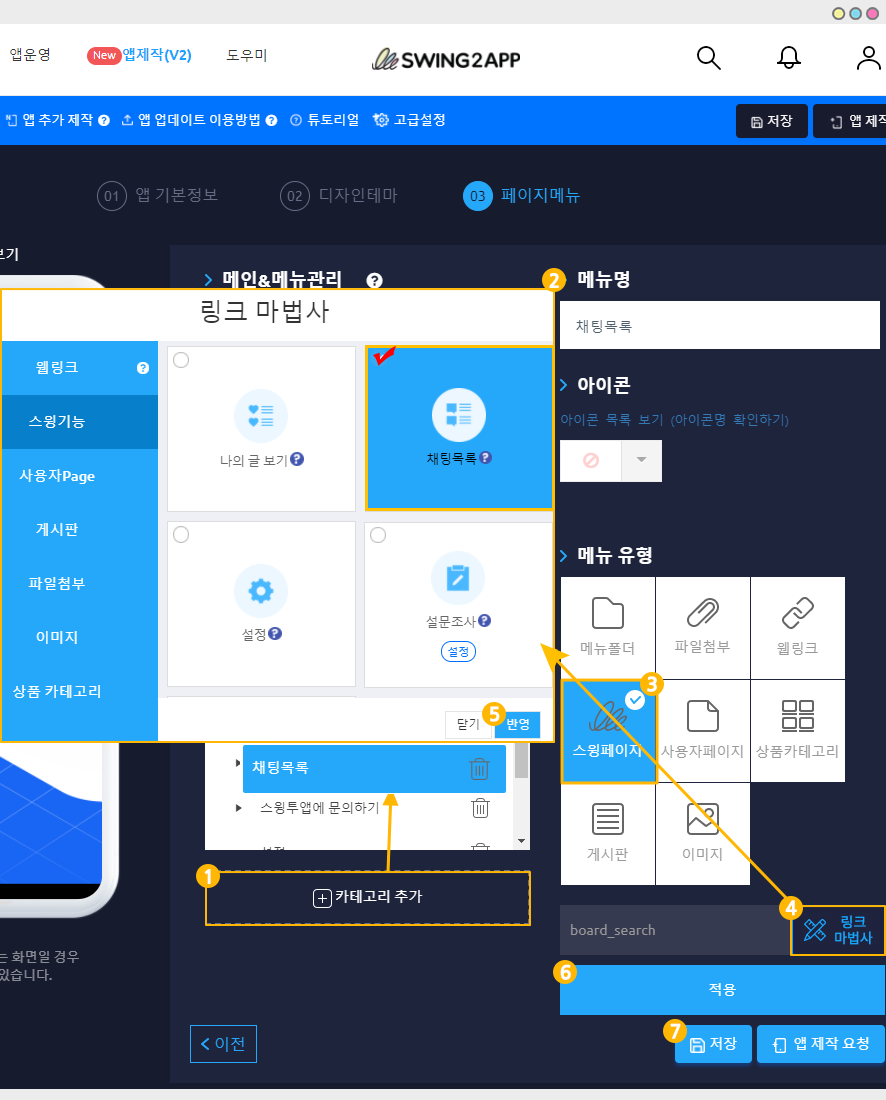 앱운영
New 앱제작(V2)
도우미
SWING2APP
앱 추가 제작 ?
앱 업데이트 이용방법 ?
? 튜토리얼
고급설정
저장
앱 제작
01 앱 기본정보
02 디자인테마
03 페이지메뉴
보기
메인&메뉴관리 ?
2 메뉴명
채팅목록
아이콘
아이콘 목록 보기 (아이콘명 확인하기)
링크 마법사
웹링크 ?
스윙기능
사용자Page
게시판
파일첨부
이미지
상품 카테고리
나의 글 보기 ?
채팅목록 ?
설정 ?
설문조사 ?
설정
닫기
5 반영
메뉴 유형
메뉴폴더
파일첨부
웹링크
3
스윙페이지
사용자페이지
상품카테고리
게시판
이미지
채팅목록
스윙투앱에 문의하기
1
카테고리 추가
board_search
4
링크
마법사
는 화면일 경우
있습니다.
6
적용
이전
7
저장
앱 제작 요청